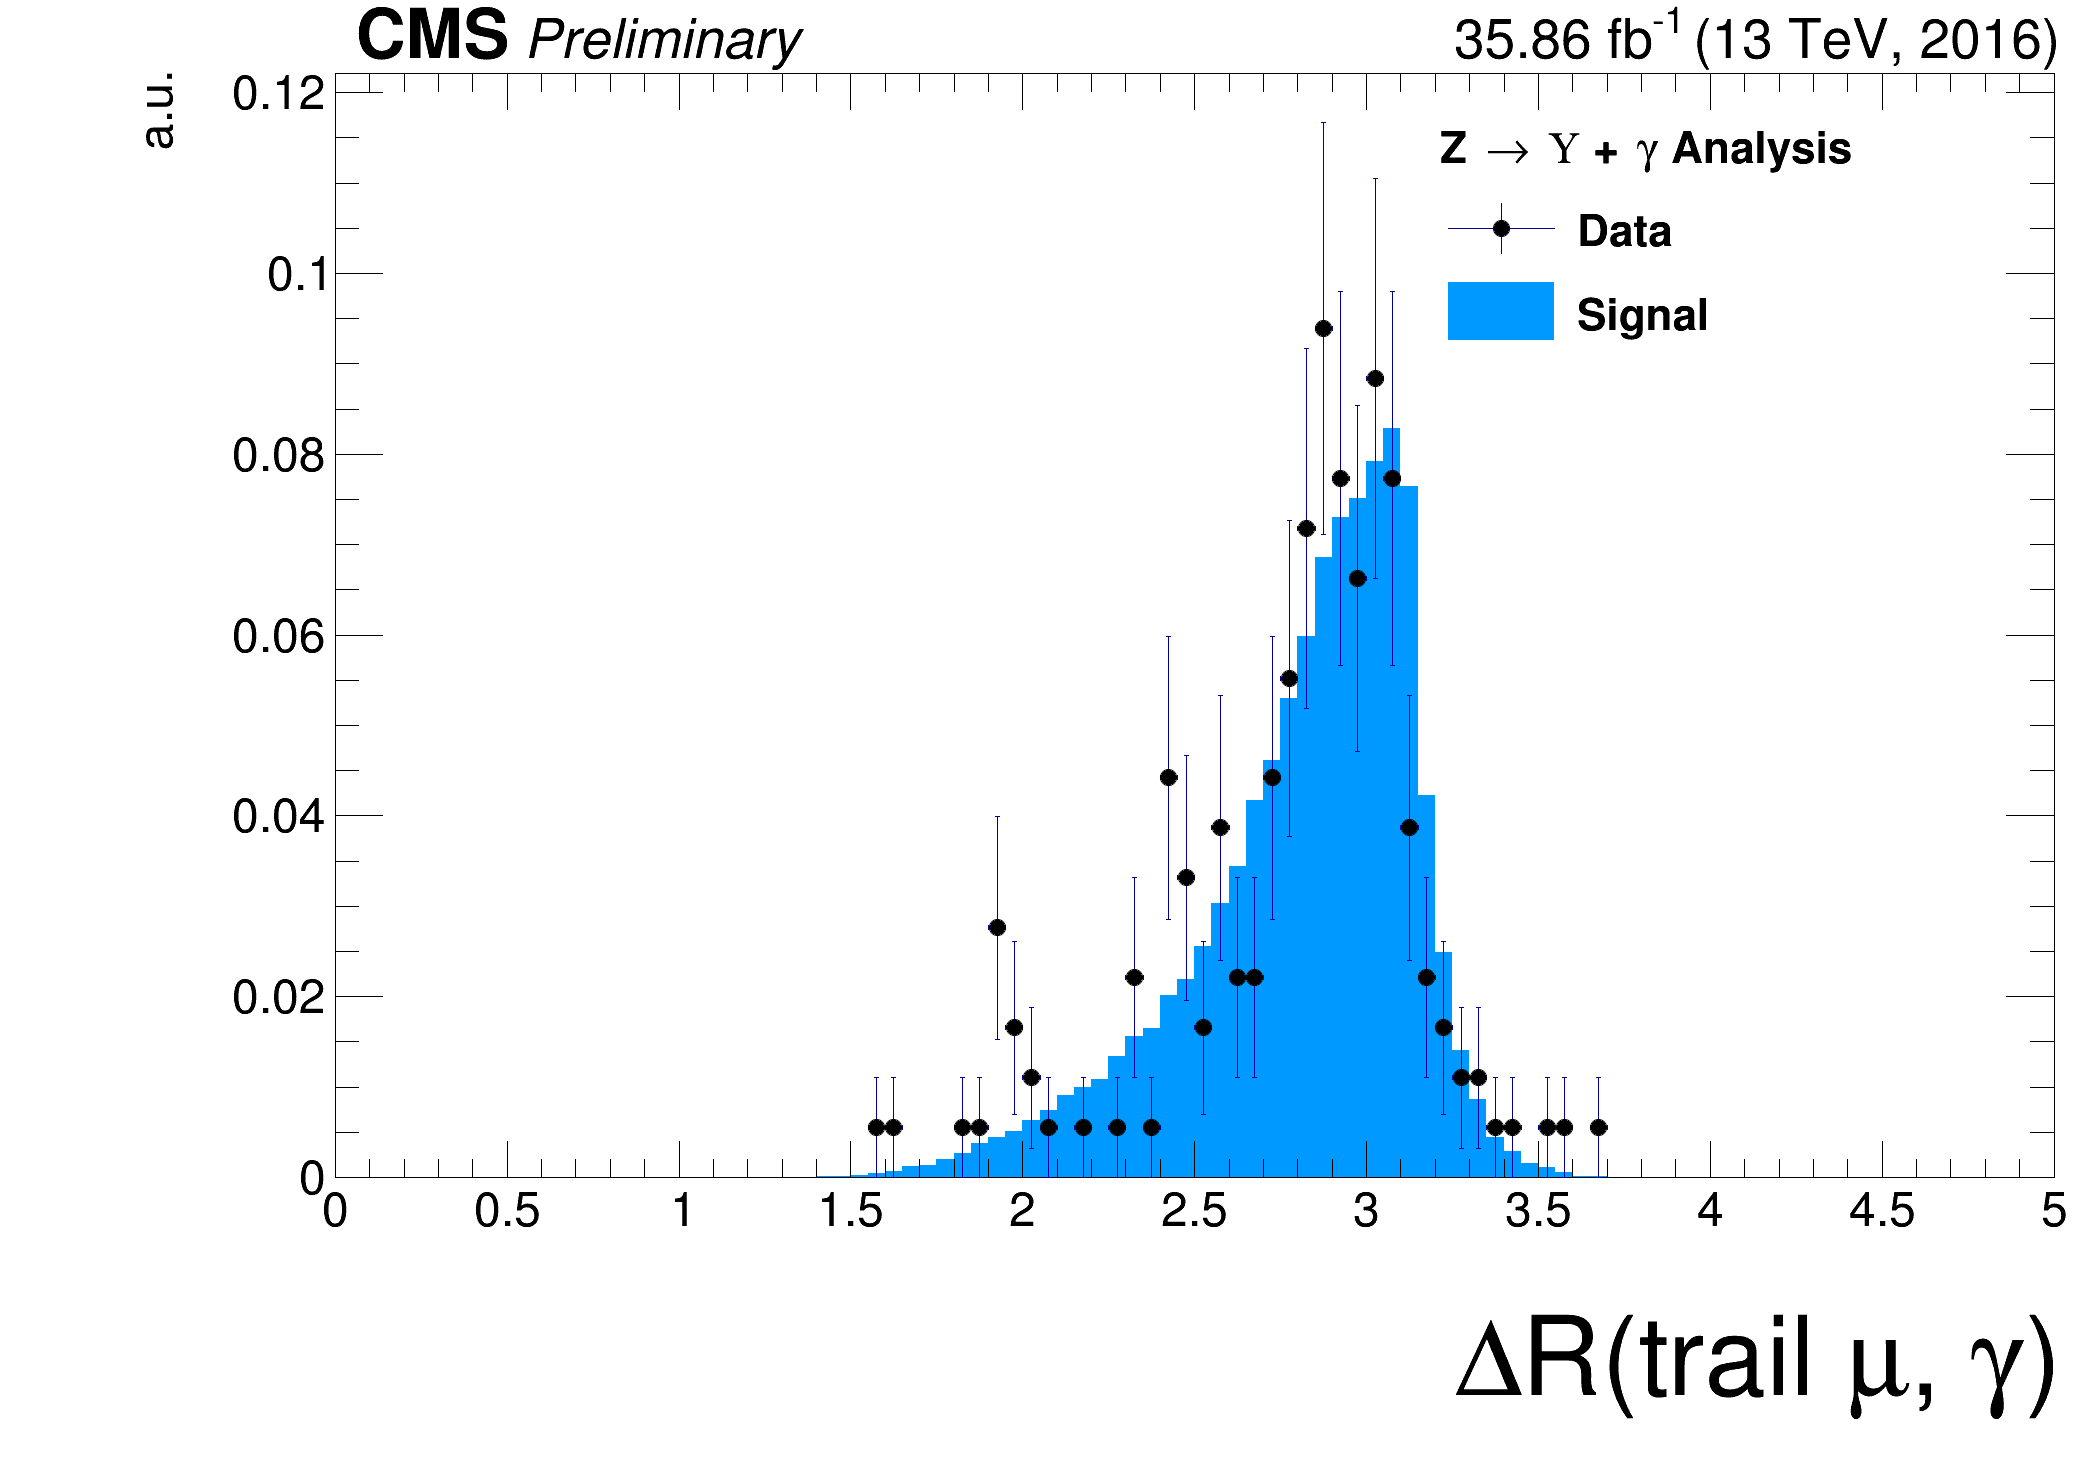 CMS Preliminary 35.86 fb⁻¹ (13 TeV, 2016)
a.u.
0.12
0.1
0.08
0.06
0.04
0.02
0
Z → Υ + γ Analysis
Data
Signal
0 0.5 1 1.5 2 2.5 3 3.5 4 4.5 5
ΔR(trail μ, γ)